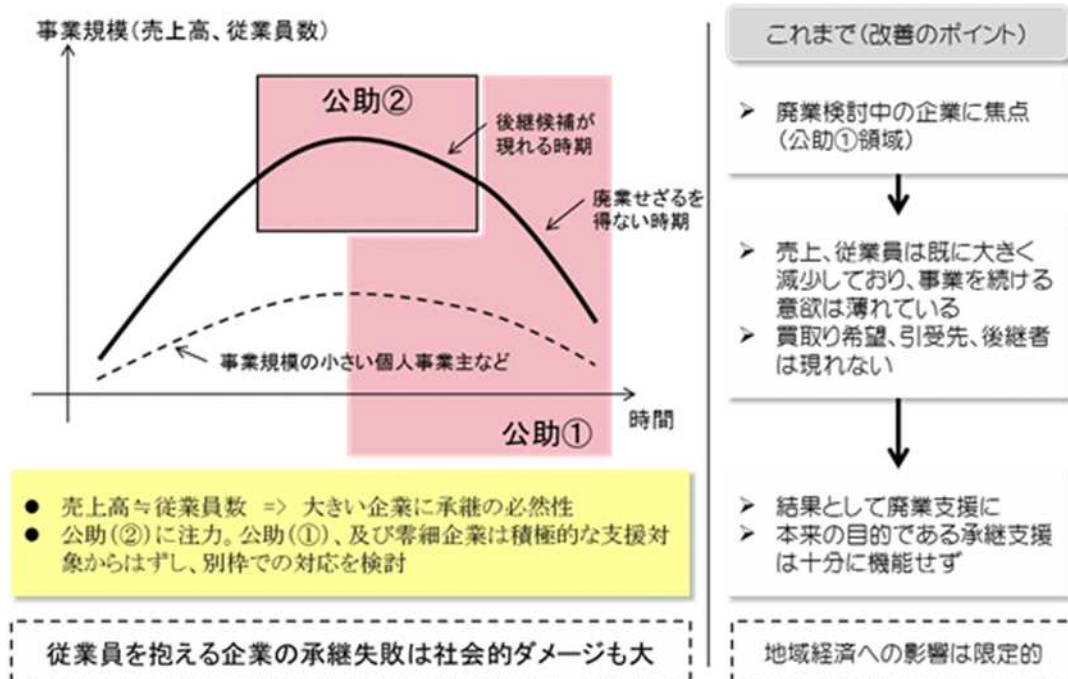 事業規模(売上高、従業員数)
公助②
後継候補が
現れる時期
廃業せざるを
得ない時期
事業規模の小さい個人事業主など
時間
公助①
● 売上高≒従業員数 => 大きい企業に承継の必然性
● 公助(②)に注力。公助(①)、及び零細企業は積極的な支援対
象からはずし、別枠での対応を検討
従業員を抱える企業の承継失敗は社会的ダメージも大
これまで(改善のポイント)
➢ 廃業検討中の企業に焦点
(公助①領域)
➢ 売上、従業員は既に大きく
減少しており、事業を続ける
意欲は薄れている
➢ 買取り希望、引受先、後継者
は現れない
➢ 結果として廃業支援に
➢ 本来の目的である承継支援
は十分に機能せず
地域経済への影響は限定的